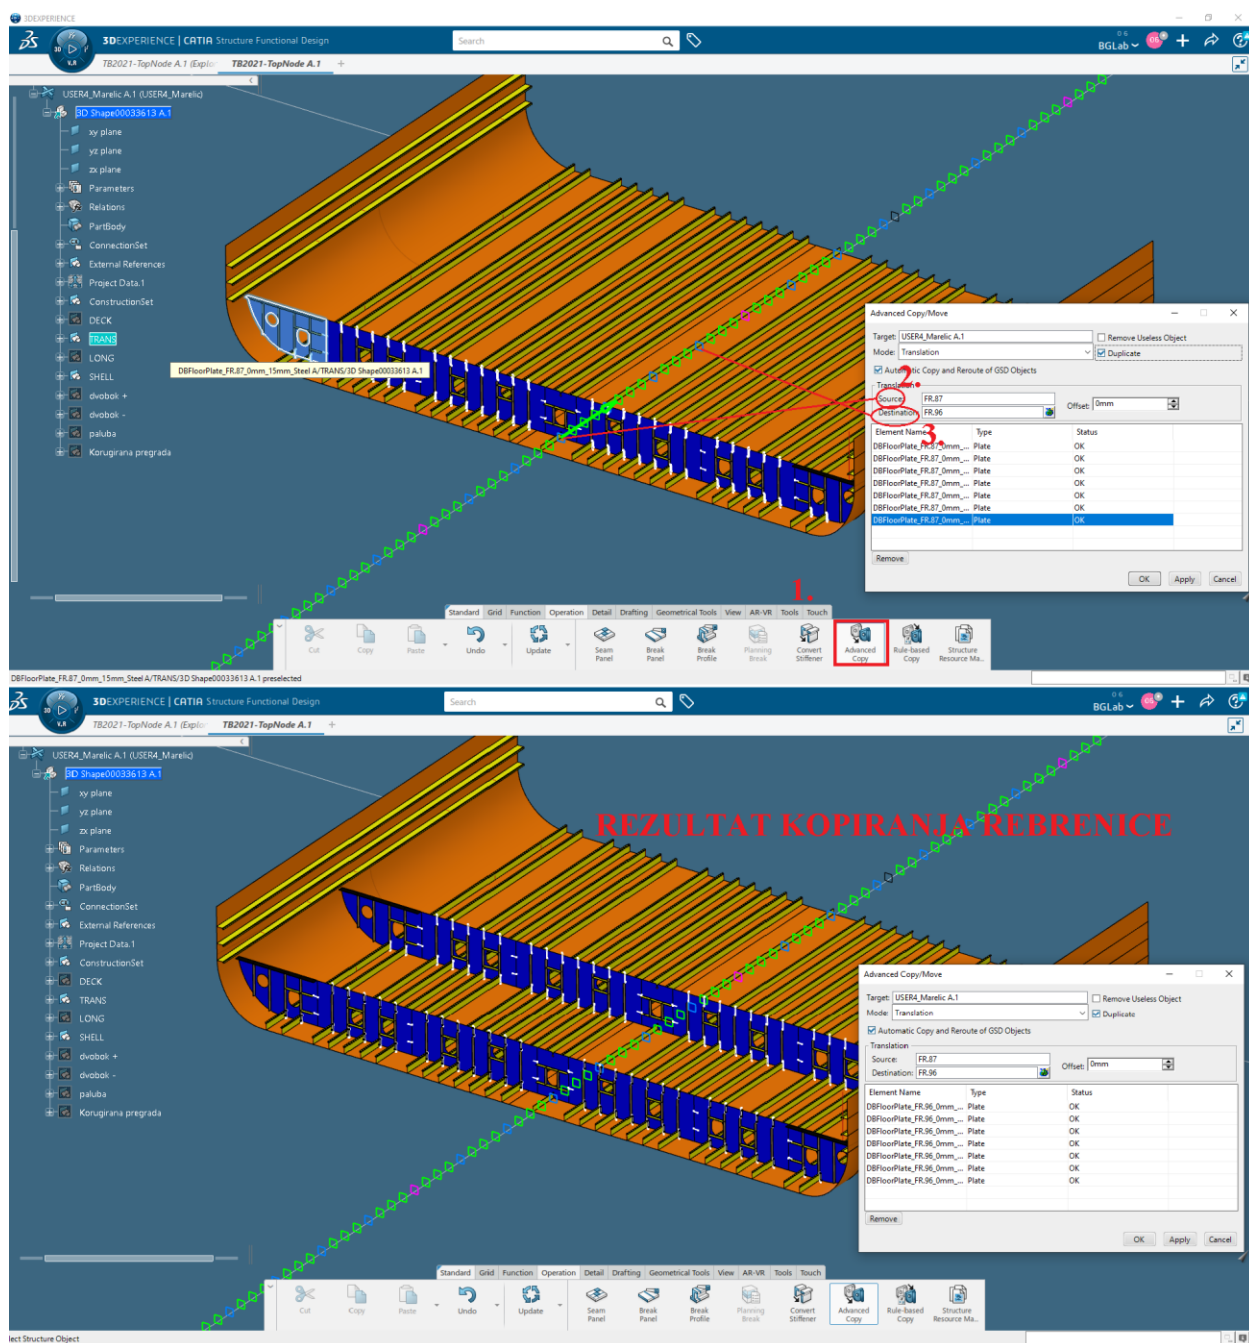 3DEXPERIENCE
3DEXPERIENCE | CATIA Structure Functional Design
Search
BGLab
TB2021-TopNode A.1 (Explo
TB2021-TopNode A.1
USER4_Marelic A.1 (USER4_Marelic)
3D Shape00033613 A.1
xy plane
yz plane
zx plane
Parameters
Relations
PartBody
ConnectionSet
External References
Project Data.1
ConstructionSet
DECK
TRANS
LONG
SHELL
dvobok +
dvobok -
paluba
Korugirana pregrada
DBFloorPlate_FR.87_0mm_15mm_Steel A/TRANS/3D Shape00033613 A.1
Advanced Copy/Move
Target: USER4_Marelic A.1
Remove Useless Object
Mode: Translation
Duplicate
Automatic Copy and Reroute of GSD Objects
2.
Translation
Source: FR.87
Destination: FR.96
Offset: 0mm
3.
Element Name Type Status
DBFloorPlate_FR.87_0mm_... Plate OK
DBFloorPlate_FR.87_0mm_... Plate OK
DBFloorPlate_FR.87_0mm_... Plate OK
DBFloorPlate_FR.87_0mm_... Plate OK
DBFloorPlate_FR.87_0mm_... Plate OK
DBFloorPlate_FR.87_0mm_... Plate OK
DBFloorPlate_FR.87_0mm_... Plate OK
Remove
OK Apply Cancel
1.
Standard Grid Function Operation Detail Drafting Geometrical Tools View AR-VR Tools Touch
Cut Copy Paste Undo Update Seam Panel Break Panel Break Profile Planning Break Convert Stiffener Advanced Copy Rule-based Copy Structure Resource Ma...
DBFloorPlate_FR.87_0mm_15mm_Steel A/TRANS/3D Shape00033613 A.1 preselected
3DEXPERIENCE | CATIA Structure Functional Design
Search
BGLab
TB2021-TopNode A.1 (Explo
TB2021-TopNode A.1
USER4_Marelic A.1 (USER4_Marelic)
3D Shape00033613 A.1
xy plane
yz plane
zx plane
Parameters
Relations
PartBody
ConnectionSet
External References
Project Data.1
ConstructionSet
DECK
TRANS
LONG
SHELL
dvobok +
dvobok -
paluba
Korugirana pregrada
REZULTAT KOPIRANJA REBRENICE
Advanced Copy/Move
Target: USER4_Marelic A.1
Remove Useless Object
Mode: Translation
Duplicate
Automatic Copy and Reroute of GSD Objects
Translation
Source: FR.87
Destination: FR.96
Offset: 0mm
Element Name Type Status
DBFloorPlate_FR.96_0mm_... Plate OK
DBFloorPlate_FR.96_0mm_... Plate OK
DBFloorPlate_FR.96_0mm_... Plate OK
DBFloorPlate_FR.96_0mm_... Plate OK
DBFloorPlate_FR.96_0mm_... Plate OK
DBFloorPlate_FR.96_0mm_... Plate OK
DBFloorPlate_FR.96_0mm_... Plate OK
Remove
OK Apply Cancel
Standard Grid Function Operation Detail Drafting Geometrical Tools View AR-VR Tools Touch
Cut Copy Paste Undo Update Seam Panel Break Panel Break Profile Planning Break Convert Stiffener Advanced Copy Rule-based Copy Structure Resource Ma...
lect Structure Object